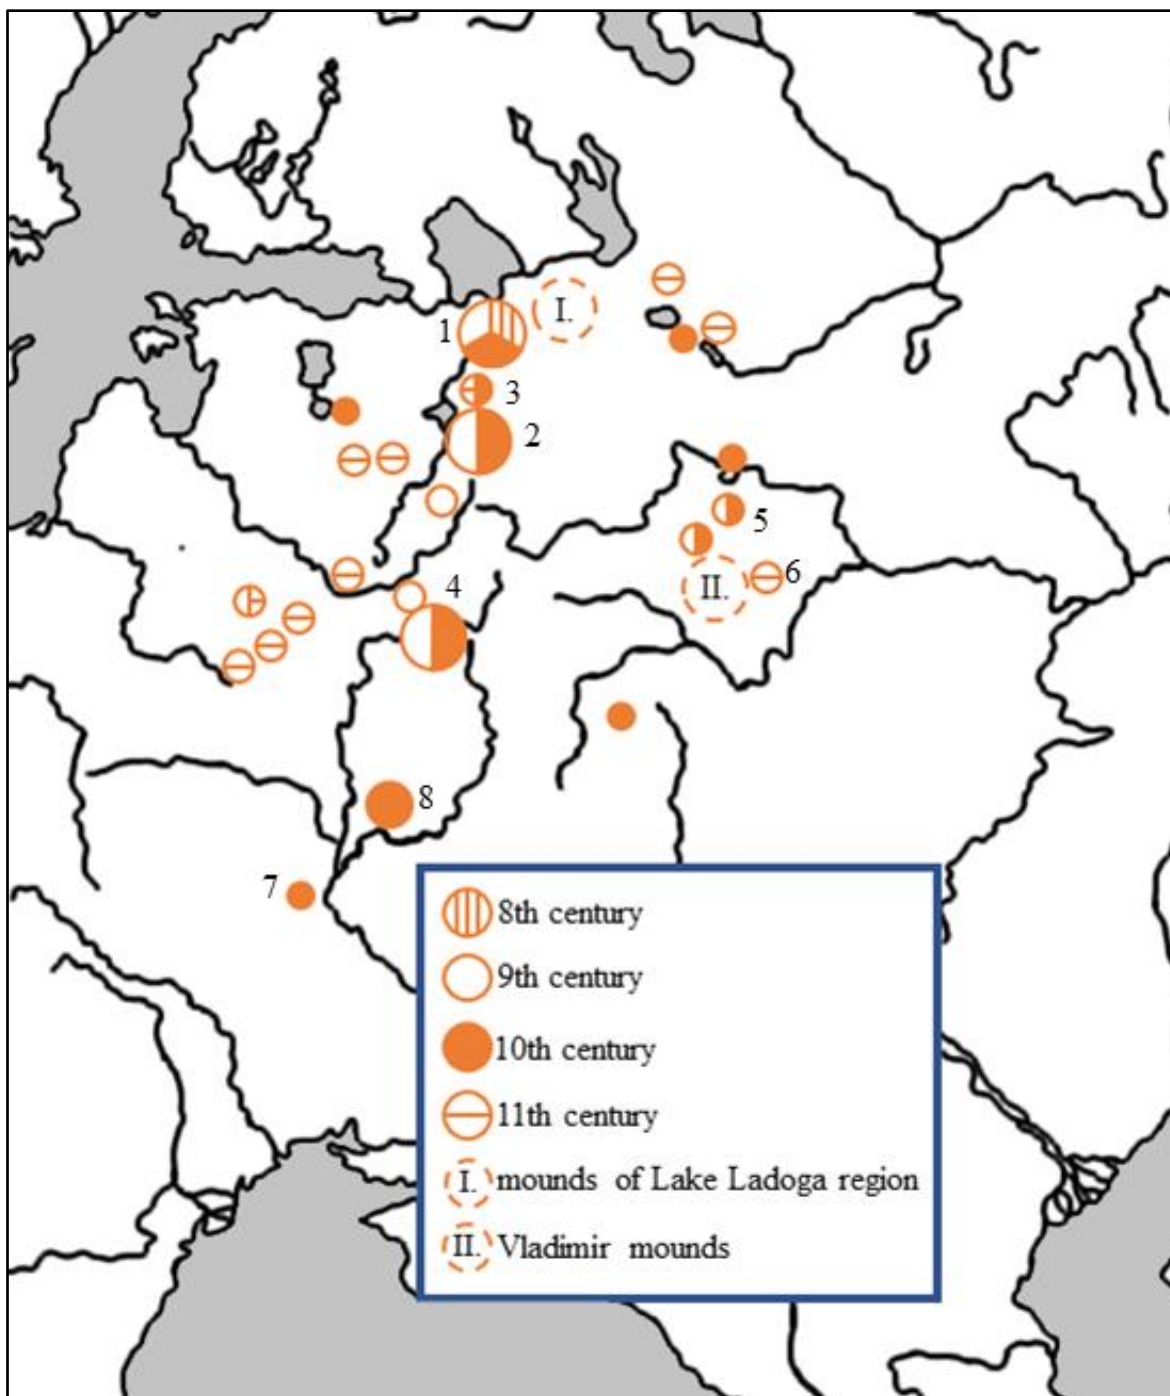 I.
1
3
2
5
4
6
II.
8
7
8th century
9th century
10th century
11th century
I. mounds of Lake Ladoga region
II. Vladimir mounds